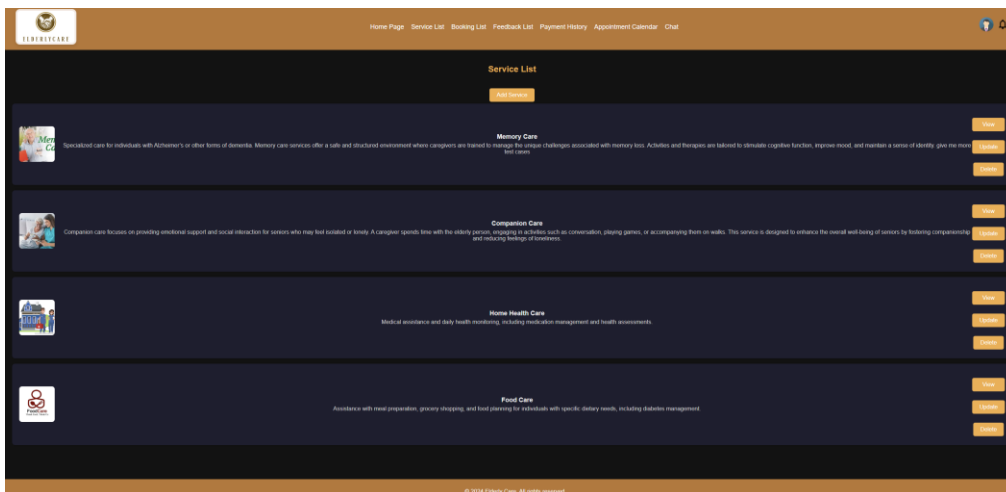 ELDERLYCARE
Home Page Service List Booking List Feedback List Payment History Appointment Calendar Chat
Service List
Add Service
Memory Care
Specialized care for individuals with Alzheimer's or other forms of dementia. Memory care services offer a safe and structured environment where caregivers are trained to manage the unique challenges associated with memory loss. Activities and therapies are tailored to stimulate cognitive function, improve mood, and maintain a sense of identity. give me more
test cases
View
Update
Delete
Companion Care
Companion care focuses on providing emotional support and social interaction for seniors who may feel isolated or lonely. A caregiver spends time with the elderly person, engaging in activities such as conversation, playing games, or accompanying them on walks. This service is designed to enhance the overall well-being of seniors by fostering companionship
and reducing feelings of loneliness.
View
Update
Delete
Home Health Care
Medical assistance and daily health monitoring, including medication management and health assessments.
View
Update
Delete
FoodCare
Food Care
Assistance with meal preparation, grocery shopping, and food planning for individuals with specific dietary needs, including diabetes management.
View
Update
Delete
© 2024 Elderly Care. All rights reserved.